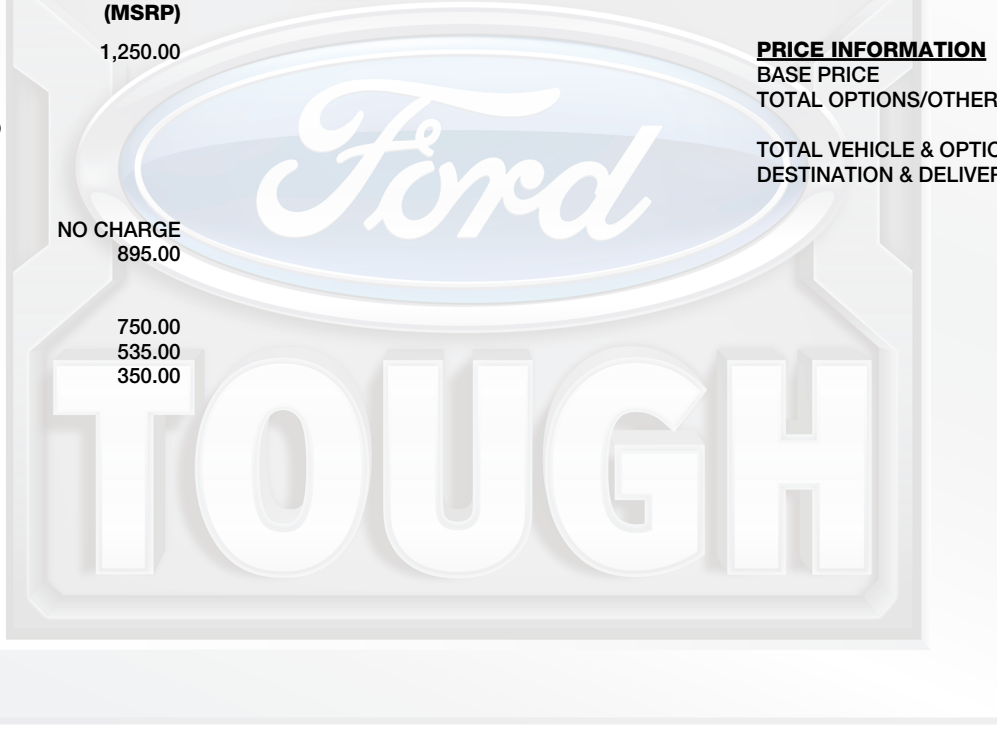 (MSRP)
1,250.00
NO CHARGE
895.00
750.00
535.00
350.00
PRICE INFORMATION
BASE PRICE
TOTAL OPTIONS/OTHER
TOTAL VEHICLE & OPTIO
DESTINATION & DELIVER
Ford
TOUGH